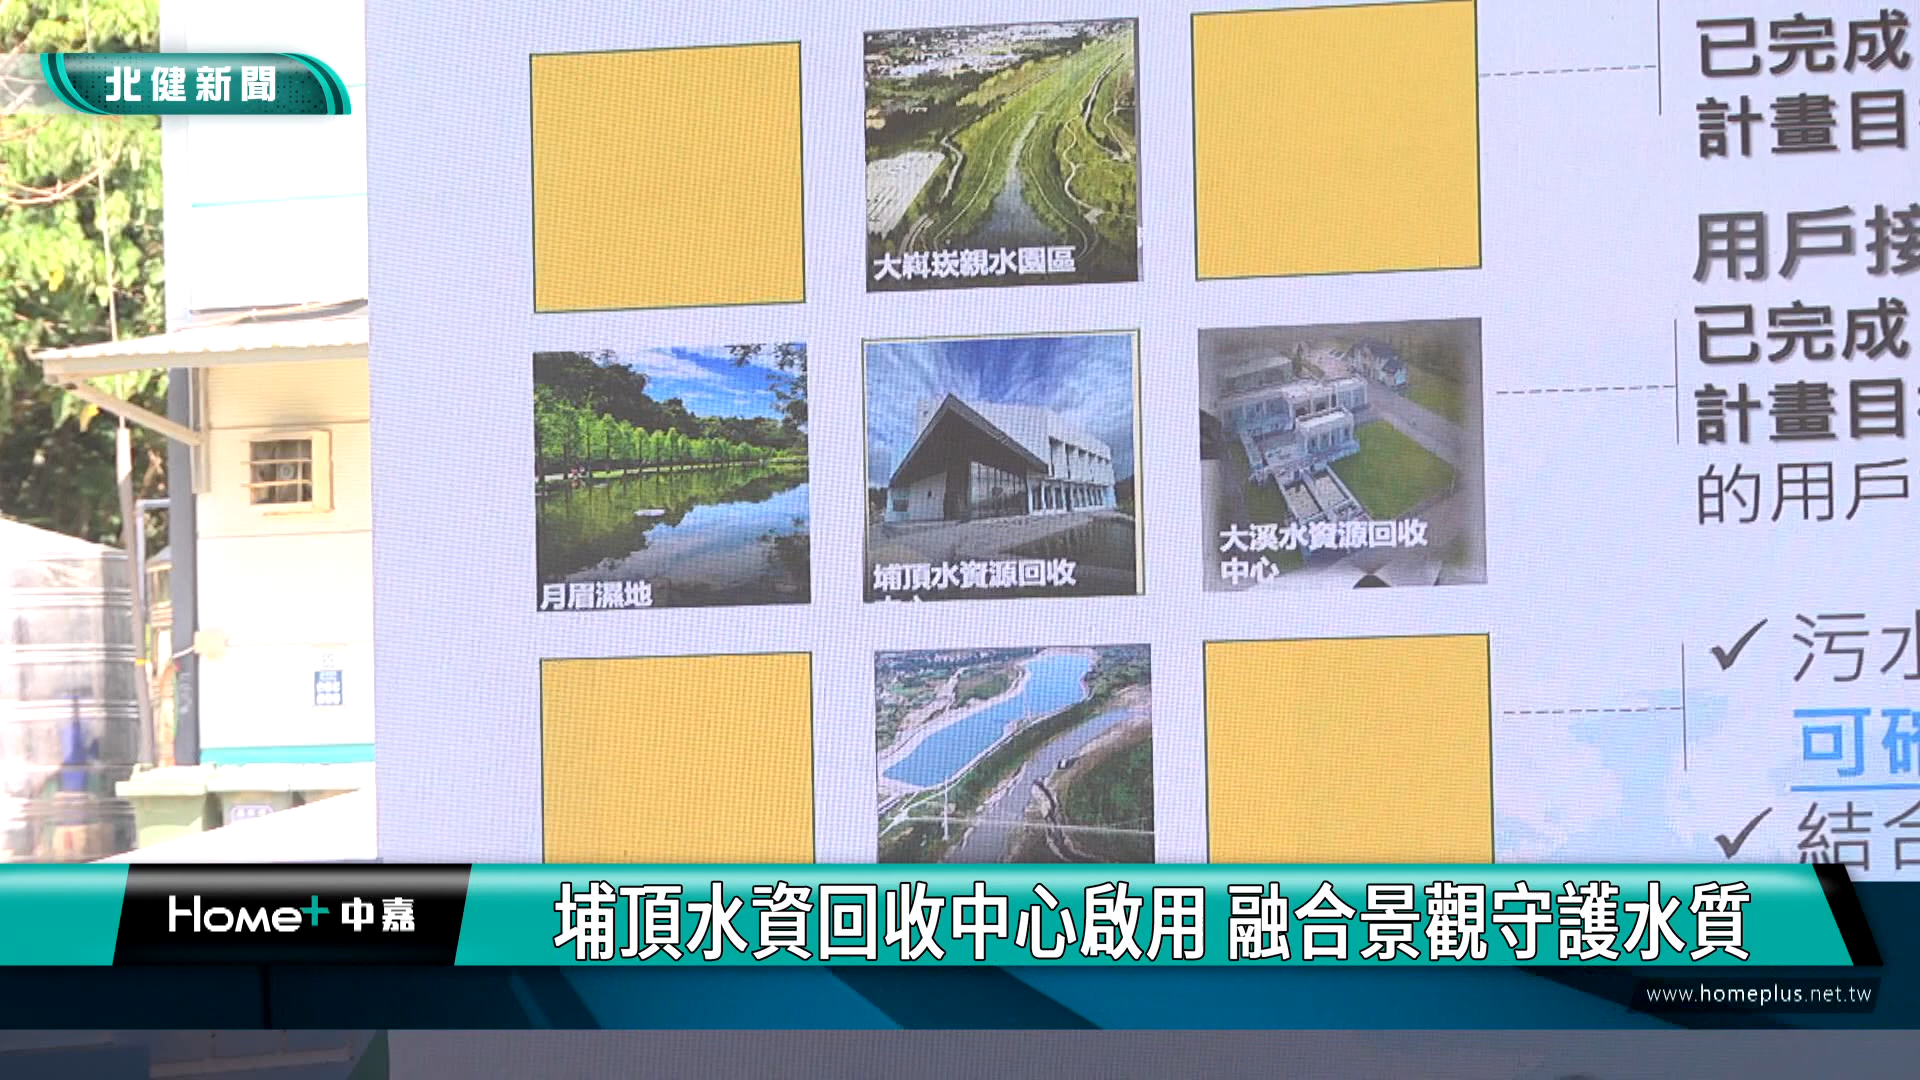 北健新聞
已完成
計畫目
大嵙崁親水園區
用戶接
已完成
計畫目
的用戶
月眉濕地
埔頂水資源回收
大溪水資源回收
中心
污水
可
結合
Home+ 中嘉
埔頂水資回收中心啟用 融合景觀守護水質
www.homeplus.net.tw